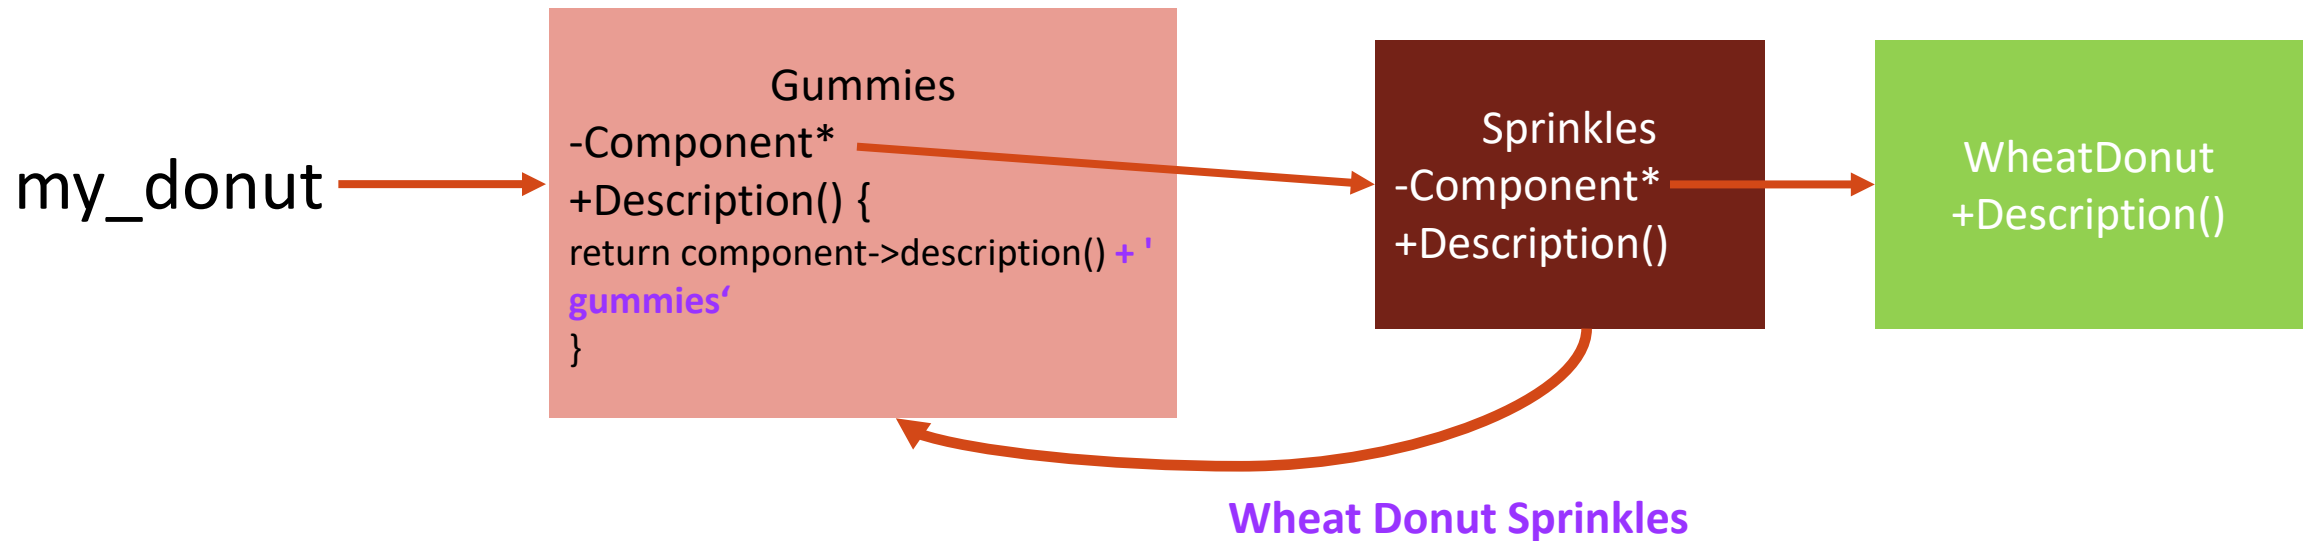 my_donut
Gummies
-Component*
+Description() {
return component->description() + '
gummies‘
}
Sprinkles
-Component*
+Description()
WheatDonut
+Description()
Wheat Donut Sprinkles